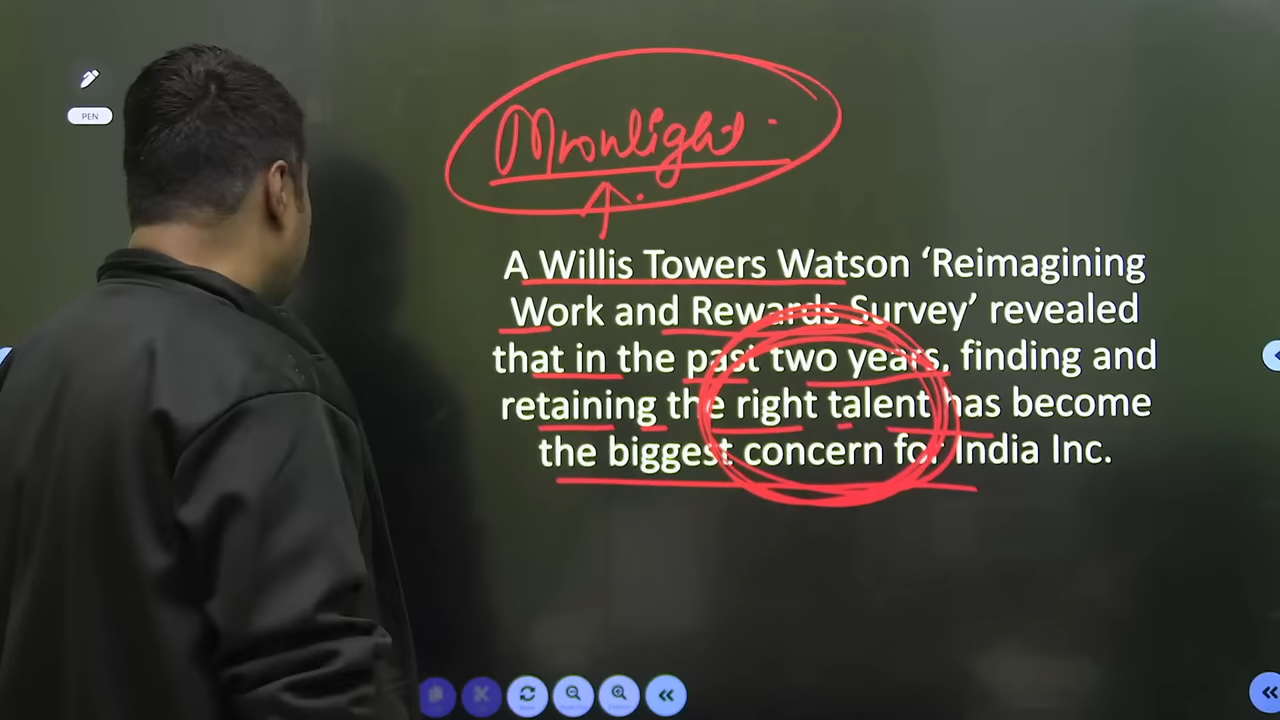 PEN
Moonlight.
A Willis Towers Watson ‘Reimagining
Work and Rewards Survey’ revealed
that in the past two years, finding and
retaining the right talent has become
the biggest concern for India Inc.